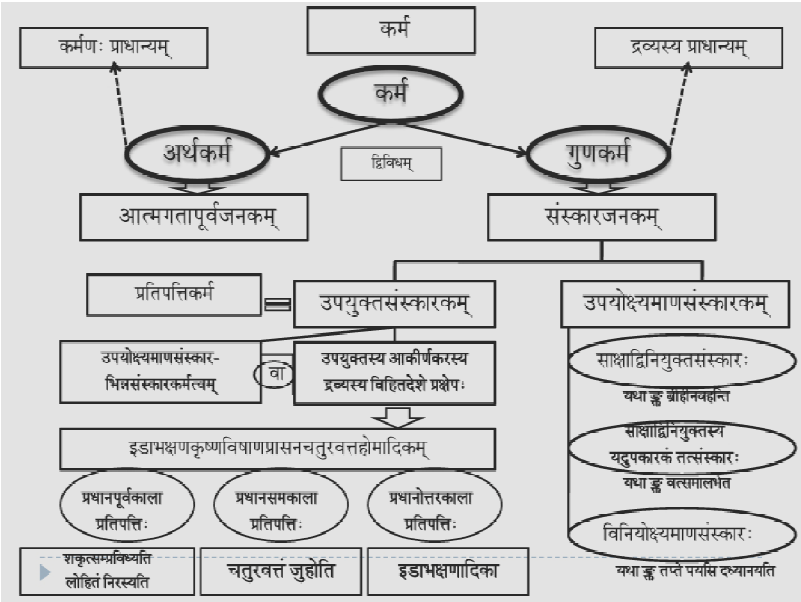 कर्म
कर्मणः प्राधान्यम्
द्रव्यस्य प्राधान्यम्
कर्म
अर्थकर्म
द्विविधम्
गुणकर्म
आत्मगतापूर्वजनकम्
संस्कारजनकम्
प्रतिपत्तिकर्म
उपयुक्तसंस्कारकम्
उपयोक्ष्यमाणसंस्कारकम्
उपयोक्ष्यमाणसंस्कार-
भिन्नसंस्कारकर्मत्वम्
वा
उपयुक्तस्य आकीर्णकरस्य
द्रव्यस्य विहितदेशे प्रक्षेपः
साक्षाद्विनियुक्तसंस्कारः
यथा ङ्क व्रीहीनवहन्ति
साक्षाद्विनियुक्तस्य
यदुपकारकं तत्संस्कारः
यथा ङ्क वत्समालभेत
विनियोक्ष्यमाणसंस्कारः
यथा ङ्क तप्ते पयसि दध्यानयति
इडाभक्षणकृष्णविषाणप्रासनचतुरवत्तहोमादिकम्
प्रधानपूर्वकाला
प्रतिपत्तिः
प्रधानसमकाला
प्रतिपत्तिः
प्रधानोत्तरकाला
प्रतिपत्तिः
शकृत्सम्प्रविध्यति
लोहितं निरस्यति
चतुरवत्तं जुहोति
इडाभक्षणादिका